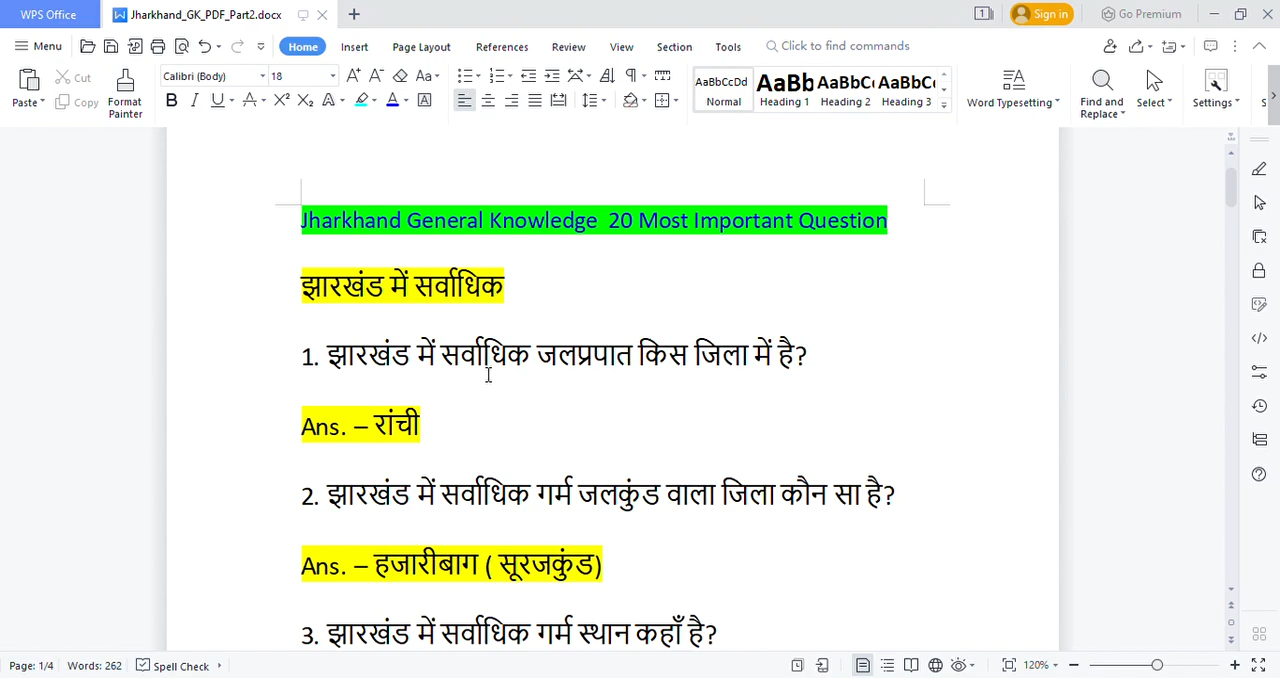 WPS Office
Jharkhand_GK_PDF_Part2.docx
Sign in
Go Premium
Menu
Home Insert Page Layout References Review View Section Tools Click to find commands
Paste Cut Copy Format Painter
Calibri (Body) 18
AaBbCcDd Normal
AaBb Heading 1
AaBbC Heading 2
AaBbC Heading 3
Word Typesetting
Find and Replace
Select
Settings
Jharkhand General Knowledge 20 Most Important Question
झारखंड में सर्वाधिक
1. झारखंड में सर्वाधिक जलप्रपात किस जिला में है?
Ans. – रांची
2. झारखंड में सर्वाधिक गर्म जलकुंड वाला जिला कौन सा है?
Ans. – हजारीबाग ( सूरजकुंड)
3. झारखंड में सर्वाधिक गर्म स्थान कहाँ है?
Page: 1/4 Words: 262 Spell Check 120%